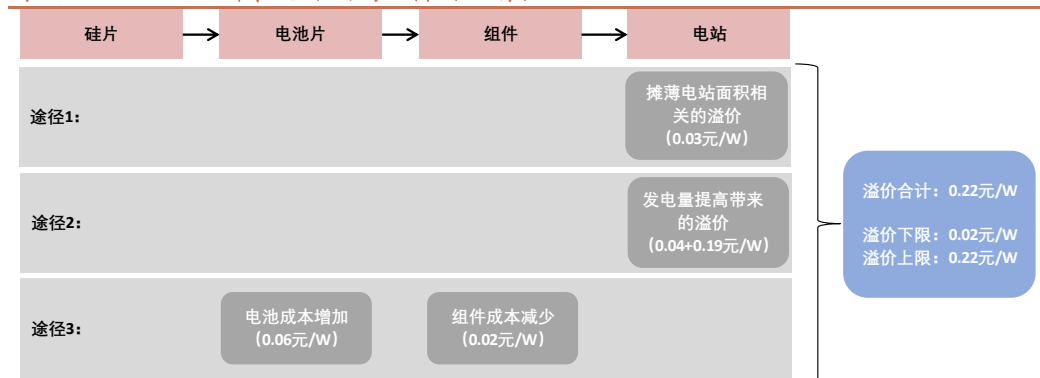 硅片
电池片
组件
电站
途径1：
摊薄电站面积相
关的溢价
（0.03元/W）
途径2：
发电量提高带来
的溢价
（0.04+0.19元/W）
途径3：
电池成本增加
（0.06元/W）
组件成本减少
（0.02元/W）
溢价合计：0.22元/W
溢价下限：0.02元/W
溢价上限：0.22元/W